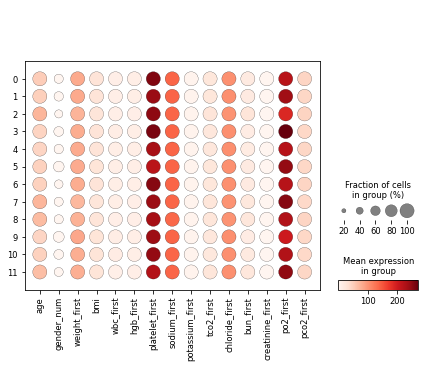 0
1
2
3
4
5
6
7
8
9
10
11
age
gender_num
weight_first
bmi
wbc_first
hgb_first
platelet_first
sodium_first
potassium_first
tco2_first
chloride_first
bun_first
creatinine_first
po2_first
pco2_first
Fraction of cells
in group (%)
20 40 60 80 100
Mean expression
in group
100 200